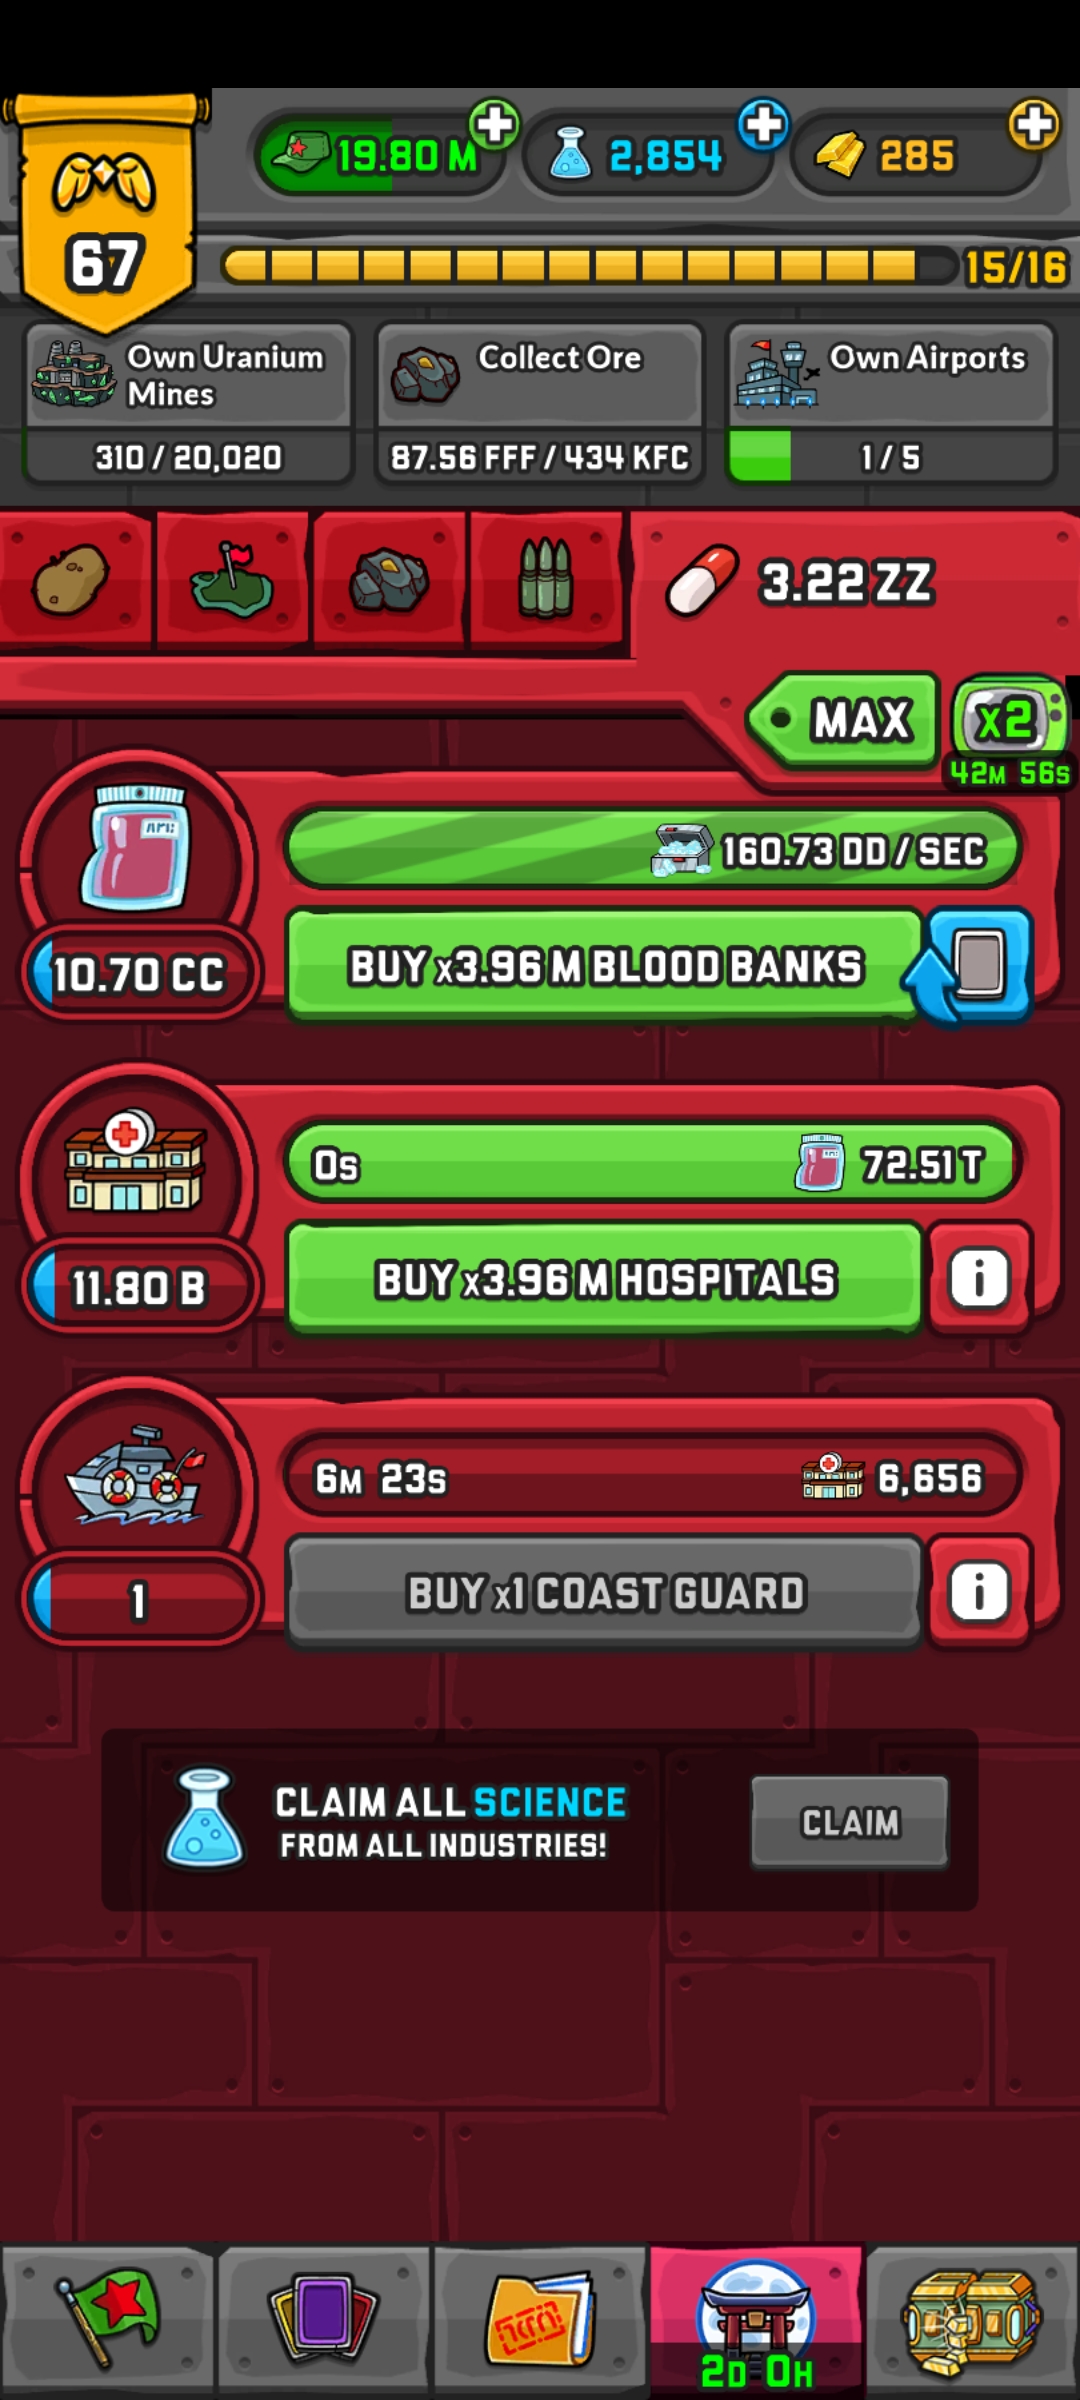 19.80 M
2,854
285
67
15/16
Own Uranium
Mines
310 / 20,020
Collect Ore
87.56 FFF / 434 KFC
Own Airports
1 / 5
3.22 ZZ
MAX
x2
42M 56S
160.73 DD / SEC
10.70 CC
BUY x3.96 M BLOOD BANKS
0s
72.51 T
11.80 B
BUY x3.96 M HOSPITALS
i
6M 23S
6,656
1
BUY x1 COAST GUARD
i
CLAIM ALL SCIENCE
FROM ALL INDUSTRIES!
CLAIM
2D 0H